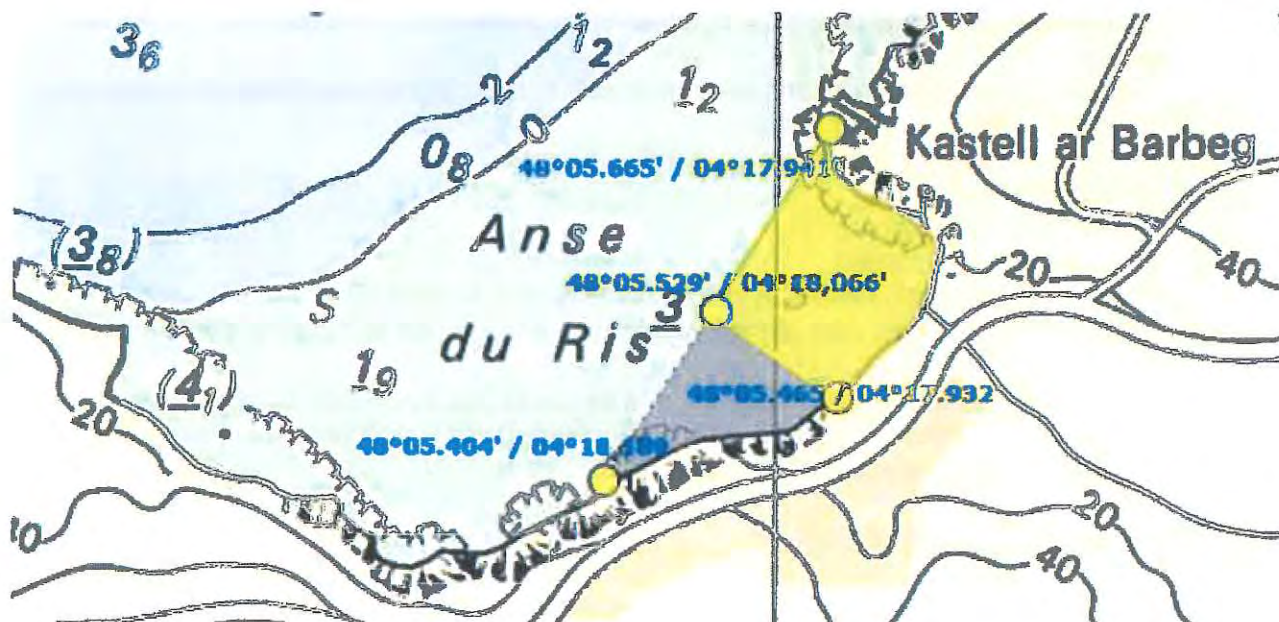 3₆
1₂
2
1₂
0
0₈
Kastell ar Barbeg
48°05.665' / 04°17.941
Anse
(3₈)
20
40
48°05.529' / 04°18,066'
S
3
du Ris
(4₁)
1₉
48°05.465 / 04°17.932
20
48°05.404' / 04°18
20
40